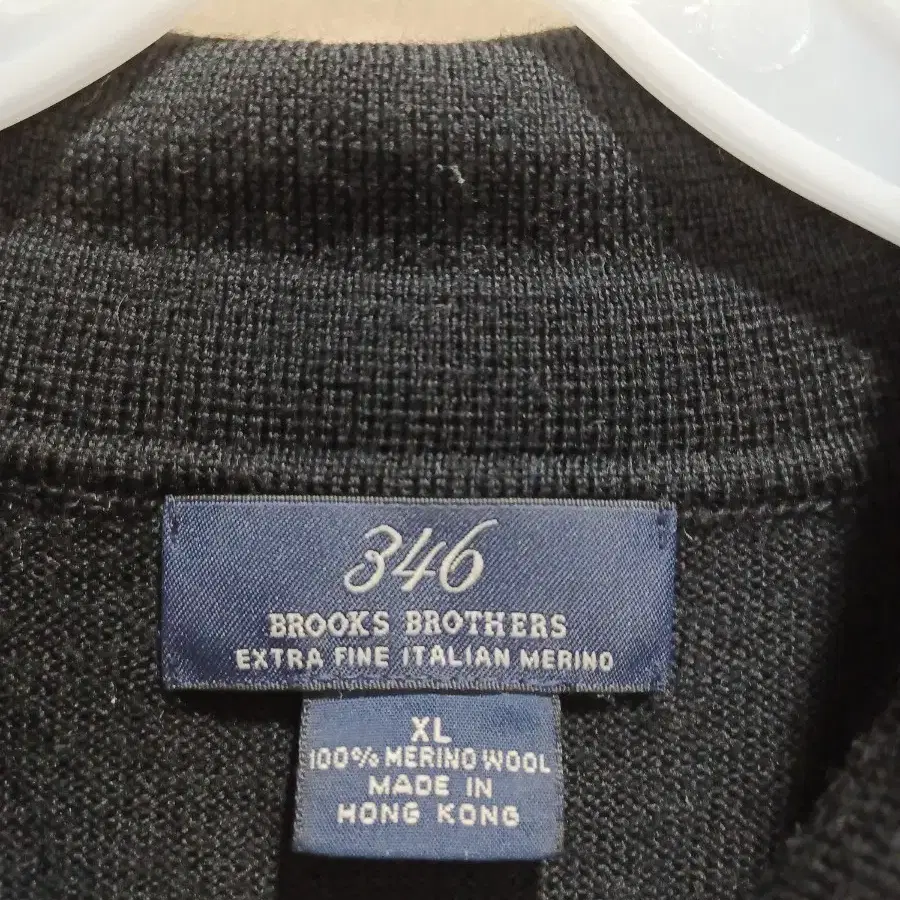 346
BROOKS BROTHERS
EXTRA FINE ITALIAN MERINO
XL
100% MERINO WOOL
MADE IN
HONG KONG